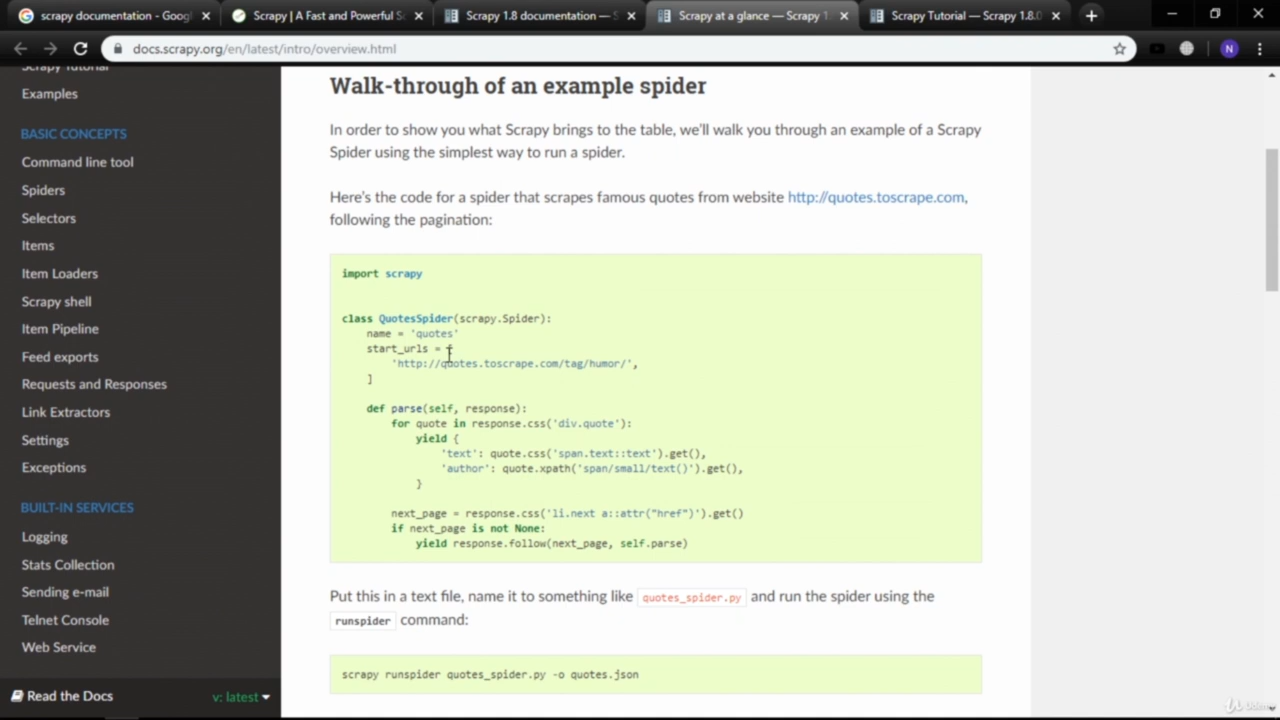 scrapy documentation - Goog
Scrapy | A Fast and Powerful Sc
Scrapy 1.8 documentation —
Scrapy at a glance — Scrapy 1.
Scrapy Tutorial — Scrapy 1.8.0
docs.scrapy.org/en/latest/intro/overview.html
N
Scrapy Tutorial
Examples
BASIC CONCEPTS
Command line tool
Spiders
Selectors
Items
Item Loaders
Scrapy shell
Item Pipeline
Feed exports
Requests and Responses
Link Extractors
Settings
Exceptions
BUILT-IN SERVICES
Logging
Stats Collection
Sending e-mail
Telnet Console
Web Service
Read the Docs
v: latest
Walk-through of an example spider
In order to show you what Scrapy brings to the table, we’ll walk you through an example of a Scrapy
Spider using the simplest way to run a spider.
Here’s the code for a spider that scrapes famous quotes from website http://quotes.toscrape.com,
following the pagination:
import scrapy
class QuotesSpider(scrapy.Spider):
name = 'quotes'
start_urls = [
'http://quotes.toscrape.com/tag/humor/',
]
def parse(self, response):
for quote in response.css('div.quote'):
yield {
'text': quote.css('span.text::text').get(),
'author': quote.xpath('span/small/text()').get(),
}
next_page = response.css('li.next a::attr("href")').get()
if next_page is not None:
yield response.follow(next_page, self.parse)
Put this in a text file, name it to something like quotes_spider.py and run the spider using the
runspider command:
scrapy runspider quotes_spider.py -o quotes.json
Udemy